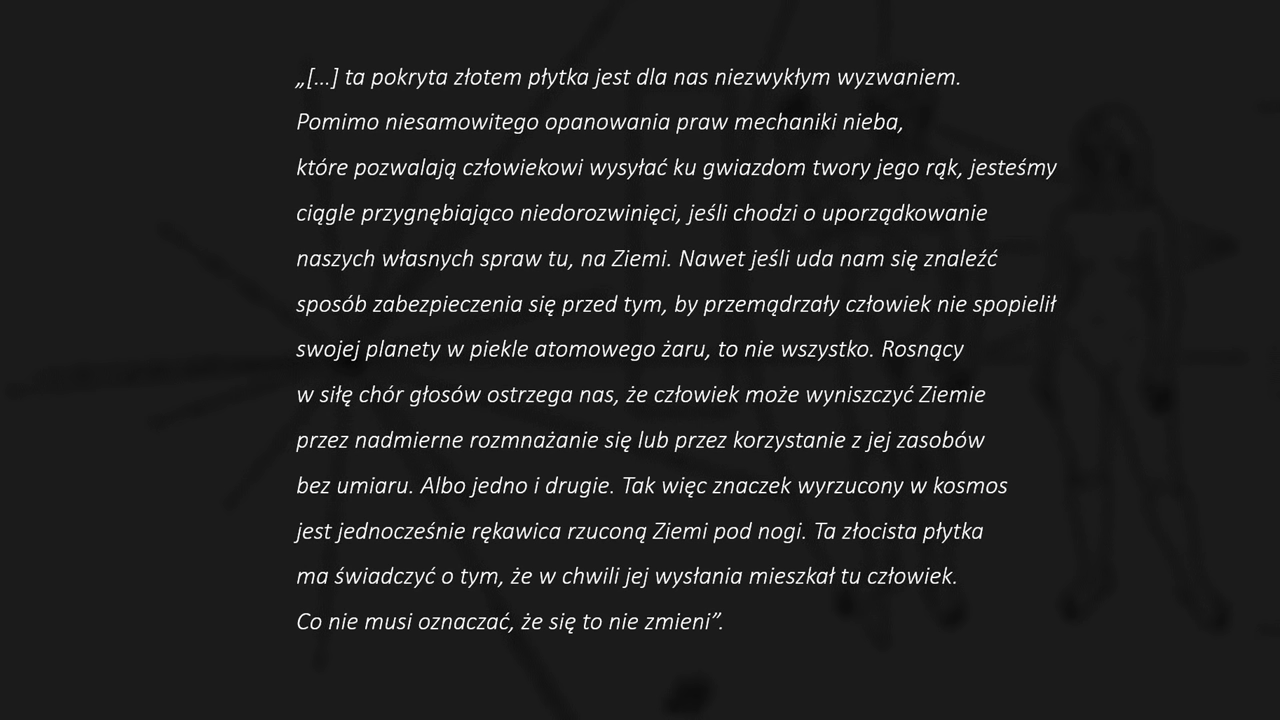 „[...] ta pokryta złotem płytka jest dla nas niezwykłym wyzwaniem.
Pomimo niesamowitego opanowania praw mechaniki nieba,
które pozwalają człowiekowi wysyłać ku gwiazdom twory jego rąk, jesteśmy
ciągle przygnębiająco niedorozwinięci, jeśli chodzi o uporządkowanie
naszych własnych spraw tu, na Ziemi. Nawet jeśli uda nam się znaleźć
sposób zabezpieczenia się przed tym, by przemądrzały człowiek nie spopielił
swojej planety w piekle atomowego żaru, to nie wszystko. Rosnący
w siłę chór głosów ostrzega nas, że człowiek może wyniszczyć Ziemie
przez nadmierne rozmnażanie się lub przez korzystanie z jej zasobów
bez umiaru. Albo jedno i drugie. Tak więc znaczek wyrzucony w kosmos
jest jednocześnie rękawica rzuconą Ziemi pod nogi. Ta złocista płytka
ma świadczyć o tym, że w chwili jej wysłania mieszkał tu człowiek.
Co nie musi oznaczać, że się to nie zmieni”.